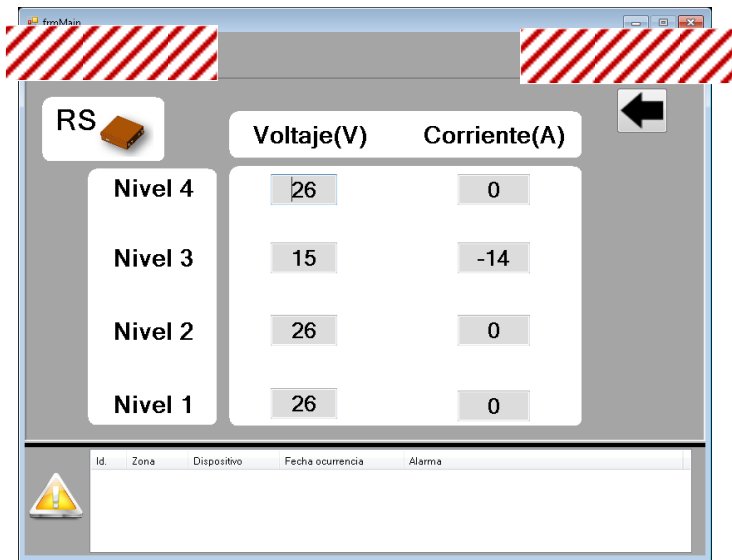 frmMain
RS
Voltaje(V) Corriente(A)
Nivel 4 26 0
Nivel 3 15 -14
Nivel 2 26 0
Nivel 1 26 0
Id. Zona Dispositivo Fecha ocurrencia Alarma